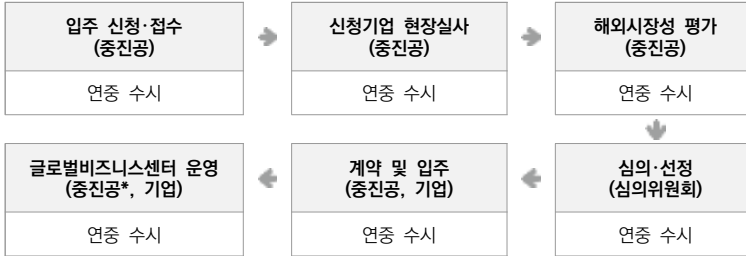 입주 신청·접수
(중진공)
연중 수시
신청기업 현장실사
(중진공)
연중 수시
해외시장성 평가
(중진공)
연중 수시
심의·선정
(심의위원회)
연중 수시
계약 및 입주
(중진공, 기업)
연중 수시
글로벌비즈니스센터 운영
(중진공*, 기업)
연중 수시